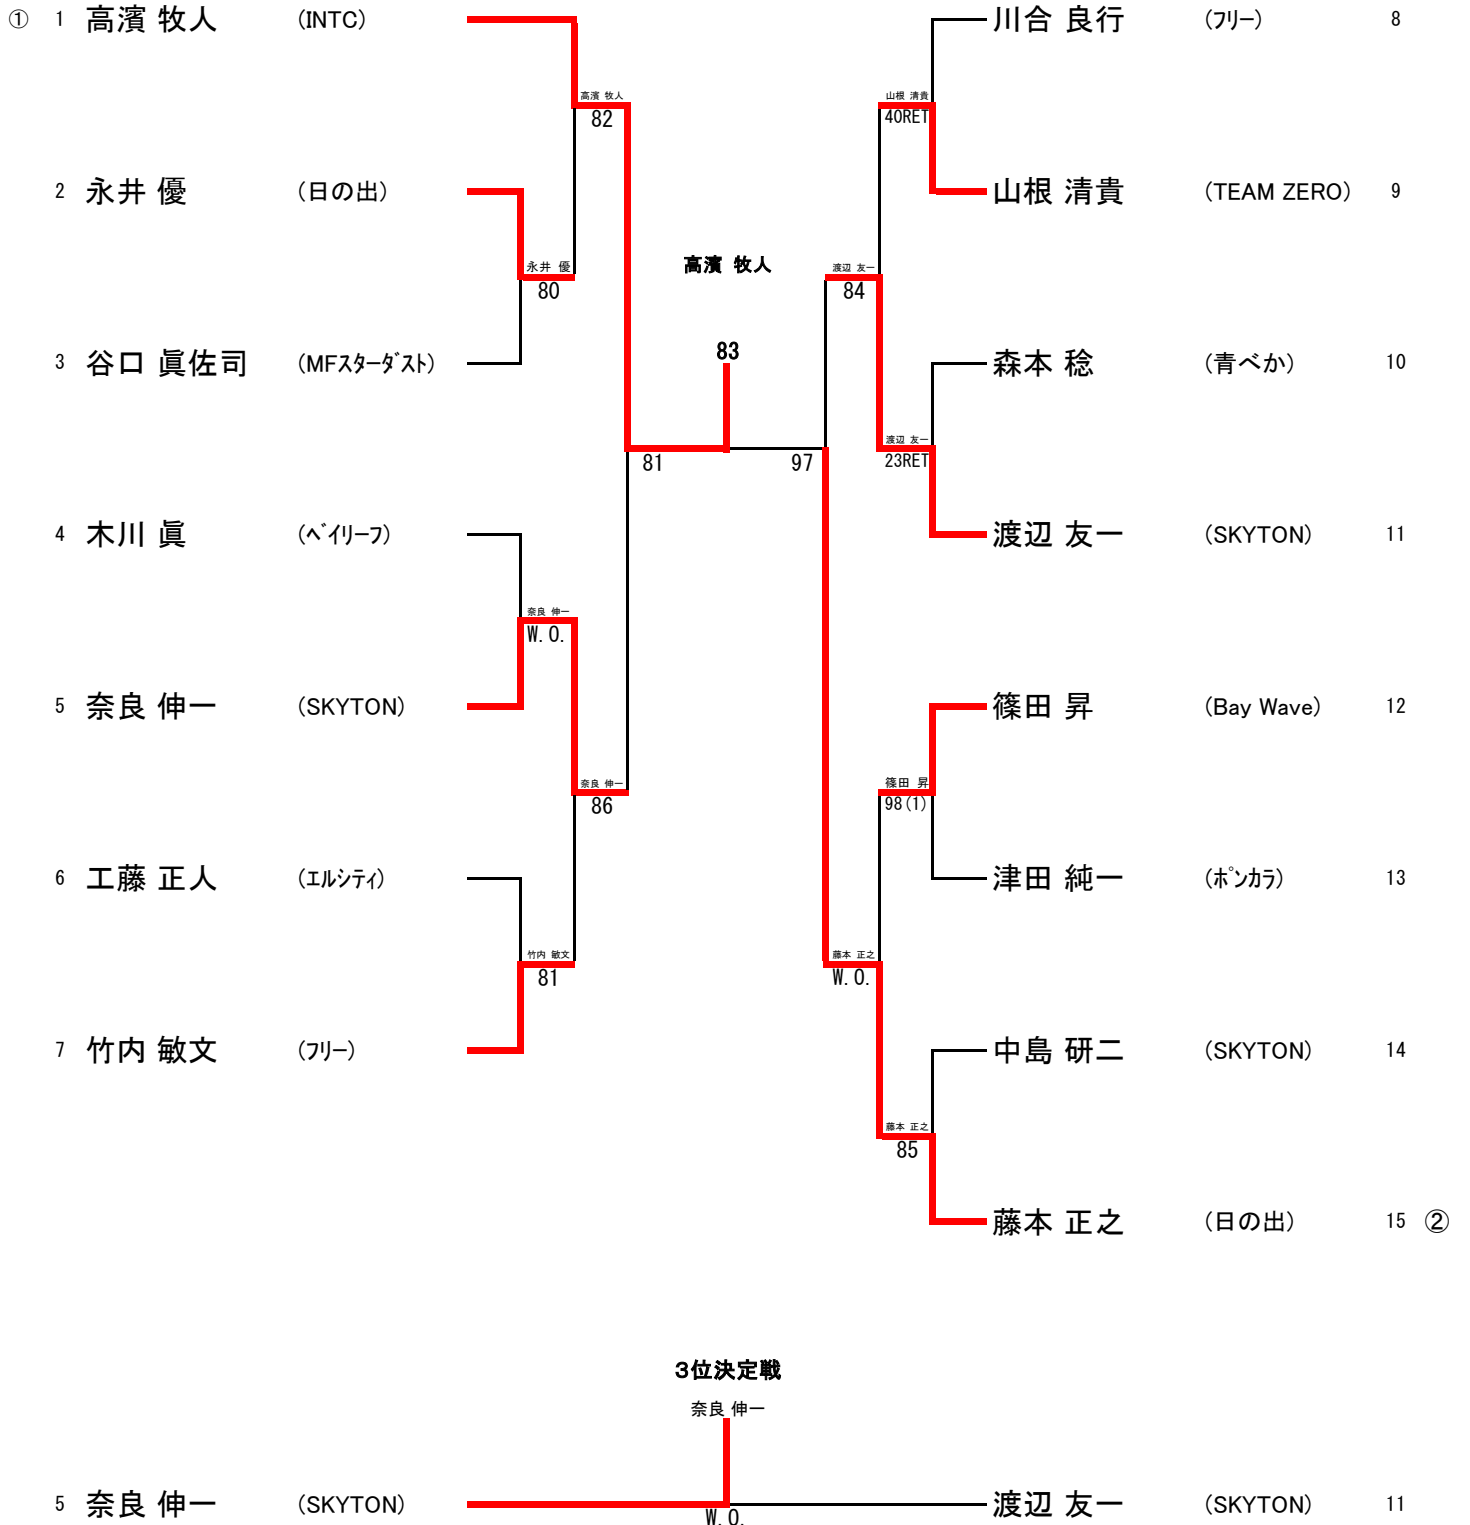 ① 1 高濱 牧人 (INTC) 川合 良行 (フリー) 8
高濱 牧人 山根 清貴
82 40RET
2 永井 優 (日の出) 山根 清貴 (TEAM ZERO) 9
永井 優 高濱 牧人 渡辺 友一
80 84
3 谷口 眞佐司 (MFスターダスト) 83 森本 稔 (青べか) 10
渡辺 友一
81 97 23RET
4 木川 眞 (ベイリーフ) 渡辺 友一 (SKYTON) 11
奈良 伸一
W.O.
5 奈良 伸一 (SKYTON) 篠田 昇 (Bay Wave) 12
奈良 伸一 篠田 昇
86 98(1)
6 工藤 正人 (エルシティ) 津田 純一 (ポンカラ) 13
竹内 敏文 藤本 正之
81 W.O.
7 竹内 敏文 (フリー) 中島 研二 (SKYTON) 14
藤本 正之
85
藤本 正之 (日の出) 15 ②
3位決定戦
奈良 伸一
5 奈良 伸一 (SKYTON) 渡辺 友一 (SKYTON) 11
W.O.